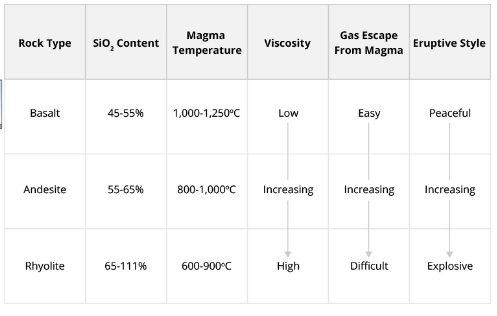 Rock Type SiO₂ Content Magma Temperature Viscosity Gas Escape From Magma Eruptive Style
Basalt 45-55% 1,000-1,250ºC Low Easy Peaceful
Andesite 55-65% 800-1,000ºC Increasing Increasing Increasing
Rhyolite 65-111% 600-900ºC High Difficult Explosive